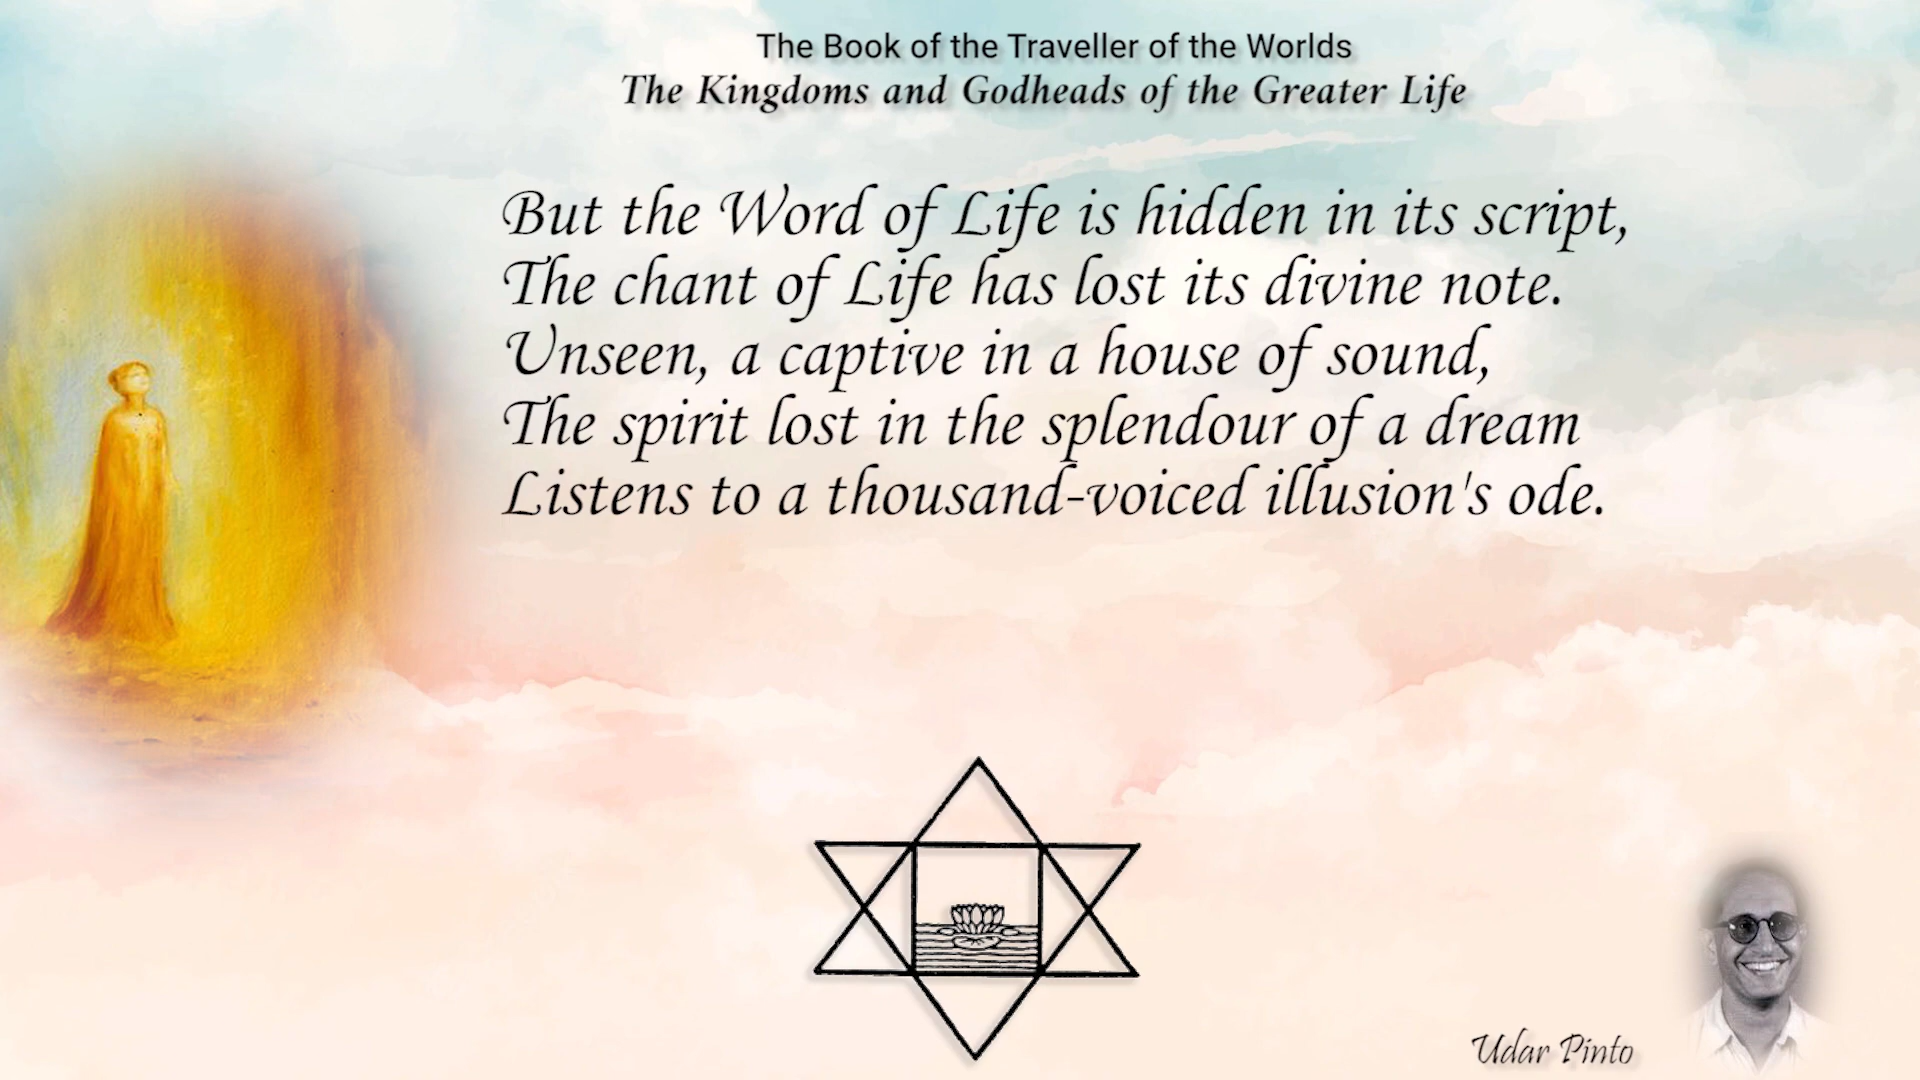 The Book of the Traveller of the Worlds
The Kingdoms and Godheads of the Greater Life
But the Word of Life is hidden in its script,
The chant of Life has lost its divine note.
Unseen, a captive in a house of sound,
The spirit lost in the splendour of a dream
Listens to a thousand-voiced illusion's ode.
Udar Pinto